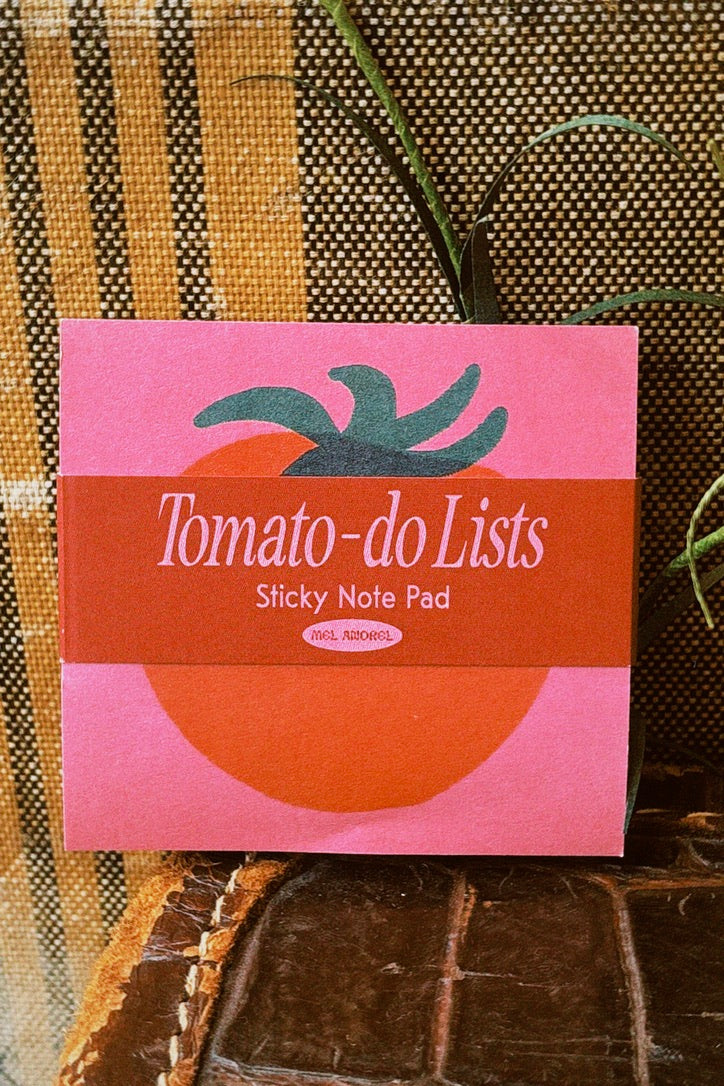 Tomato-do Lists
Sticky Note Pad
MEL ANDREL